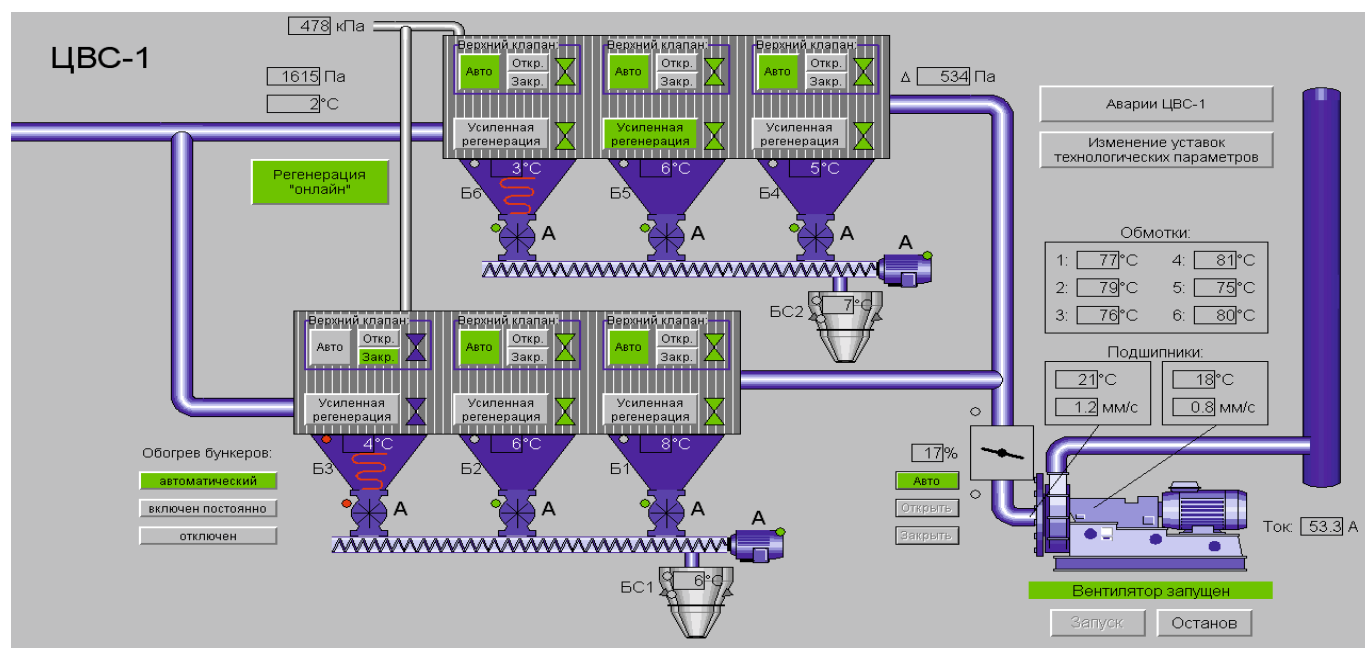 ЦВС-1
478 кПа
1615 Па
2°C
Верхний клапан:
Верхний клапан:
Верхний клапан:
Авто
Откр.
Закр.
Авто
Откр.
Закр.
Авто
Откр.
Закр.
Δ 534 Па
Усиленная
регенерация
Усиленная
регенерация
Усиленная
регенерация
Аварии ЦВС-1
Изменение уставок
технологических параметров
Регенерация
"онлайн"
Б6
3°C
Б5
6°C
Б4
5°C
А
А
А
А
БС2
7°C
Обмотки:
1: 77°C
4: 81°C
2: 79°C
5: 75°C
3: 76°C
6: 80°C
Верхний клапан:
Верхний клапан:
Верхний клапан:
Авто
Откр.
Закр.
Авто
Откр.
Закр.
Авто
Откр.
Закр.
Усиленная
регенерация
Усиленная
регенерация
Усиленная
регенерация
Подшипники:
21°C
18°C
1.2 мм/с
0.8 мм/с
Обогрев бункеров:
автоматический
включен постоянно
отключен
Б3
4°C
Б2
6°C
Б1
8°C
А
А
А
А
БС1
6°C
17%
Авто
Открыть
Закрыть
Ток: 53.3 А
Вентилятор запущен
Запуск
Останов